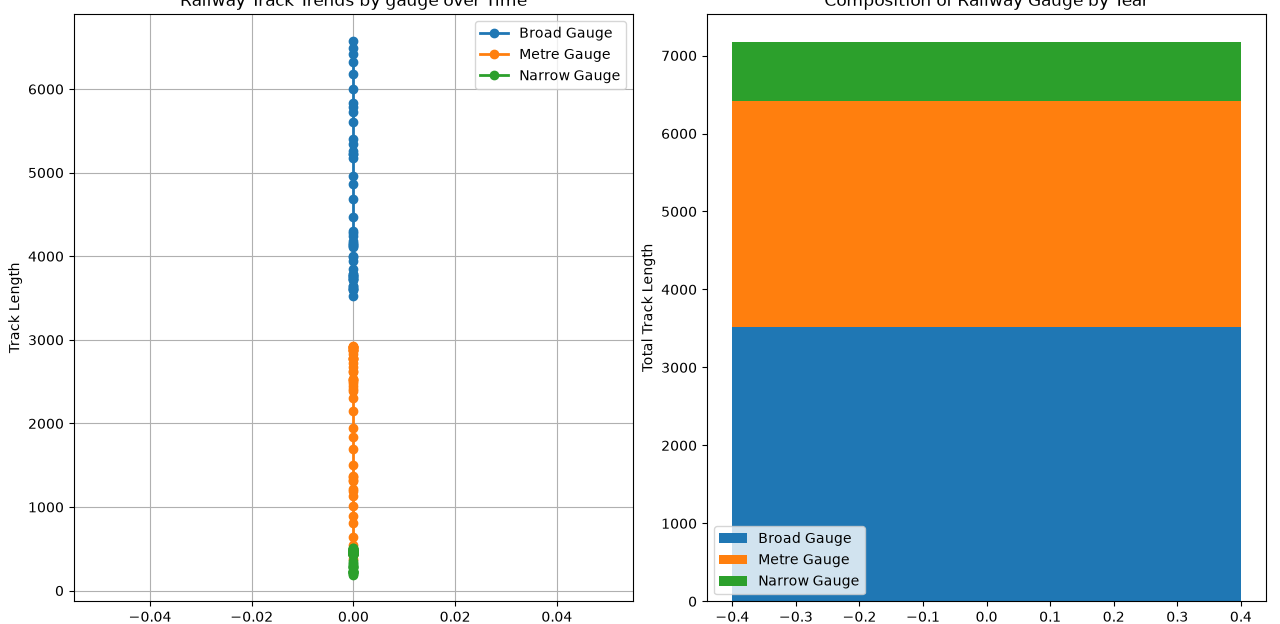 Railway Track Trends by gauge over Time
Track Length
6000
5000
4000
3000
2000
1000
0
−0.04 −0.02 0.00 0.02 0.04
Broad Gauge
Metre Gauge
Narrow Gauge
Composition of Railway Gauge by Year
Total Track Length
7000
6000
5000
4000
3000
2000
1000
0
−0.4 −0.3 −0.2 −0.1 0.0 0.1 0.2 0.3 0.4
Broad Gauge
Metre Gauge
Narrow Gauge